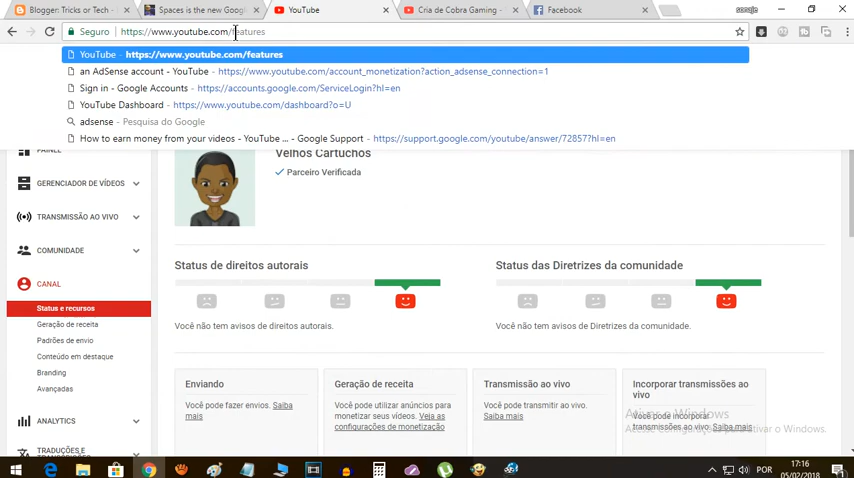 Blogger: Tricks or Tech -
Spaces is the new Googl
YouTube
Cria de Cobra Gaming -
Facebook
soraje
Seguro
https://www.youtube.com/features
YouTube - https://www.youtube.com/features
an AdSense account - YouTube - https://www.youtube.com/account_monetization?action_adsense_connection=1
Sign in - Google Accounts - https://accounts.google.com/ServiceLogin?hl=en
YouTube Dashboard - https://www.youtube.com/dashboard?o=U
adsense - Pesquisa do Google
How to earn money from your videos - YouTube ... - Google Support - https://support.google.com/youtube/answer/72857?hl=en
PAINEL
GERENCIADOR DE VÍDEOS
TRANSMISSÃO AO VIVO
COMUNIDADE
CANAL
Status e recursos
Geração de receita
Padrões de envio
Conteúdo em destaque
Branding
Avançadas
ANALYTICS
TRADUÇÕES E
Velhos Cartuchos
Parceiro Verificada
Status de direitos autorais
Você não tem avisos de direitos autorais.
Status das Diretrizes da comunidade
Você não tem avisos de Diretrizes da comunidade.
Enviando
Você pode fazer envios. Saiba
mais
Geração de receita
Você pode utilizar anúncios para
monetizar seus vídeos. Veja as
configurações de monetização
Transmissão ao vivo
Você pode transmitir ao vivo.
Saiba mais
Incorporar transmissões ao
vivo
Você pode incorporar
transmissões ao vivo. Saiba mais
Ativar o Windows
Acesse Configurações para ativar o Windows.
POR
17:16
05/02/2018